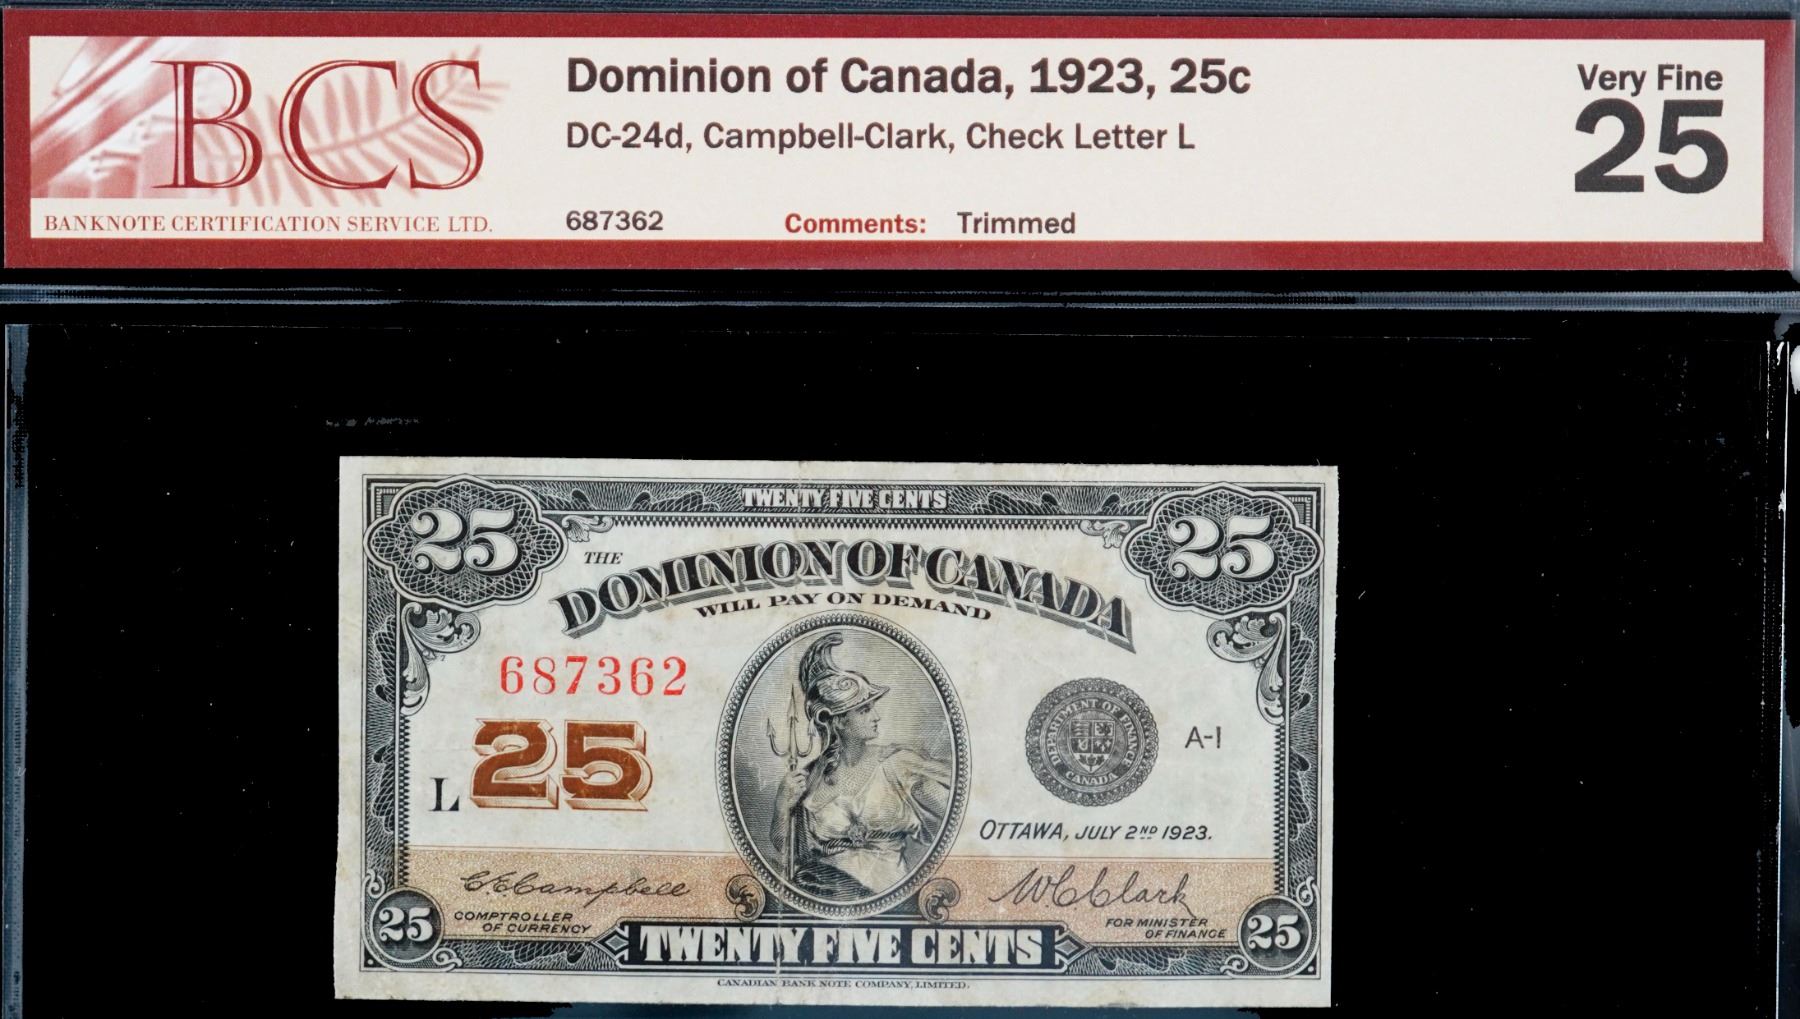 BCS
BANKNOTE CERTIFICATION SERVICE LTD.
Dominion of Canada, 1923, 25c
DC-24d, Campbell-Clark, Check Letter L
687362 Comments: Trimmed
Very Fine
25
TWENTY FIVE CENTS
25 25
THE
DOMINION OF CANADA
WILL PAY ON DEMAND
687362
25
L
DEPARTMENT OF FINANCE
CANADA
A-1
OTTAWA, JULY 2ND 1923.
C E Campbell
COMPTROLLER
OF CURRENCY
W C Clark
FOR MINISTER
OF FINANCE
25 25
TWENTY FIVE CENTS
CANADIAN BANK NOTE COMPANY, LIMITED.